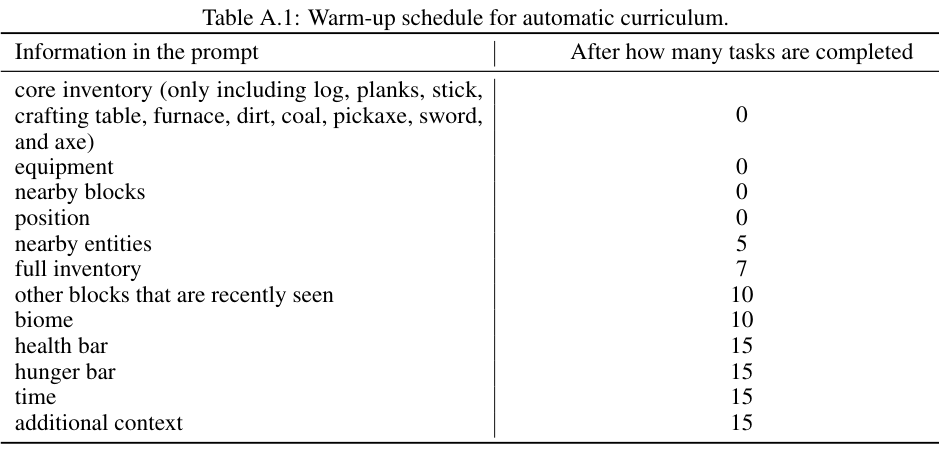 Table A.1: Warm-up schedule for automatic curriculum.
Information in the prompt After how many tasks are completed
core inventory (only including log, planks, stick,
crafting table, furnace, dirt, coal, pickaxe, sword, 0
and axe)
equipment 0
nearby blocks 0
position 0
nearby entities 5
full inventory 7
other blocks that are recently seen 10
biome 10
health bar 15
hunger bar 15
time 15
additional context 15